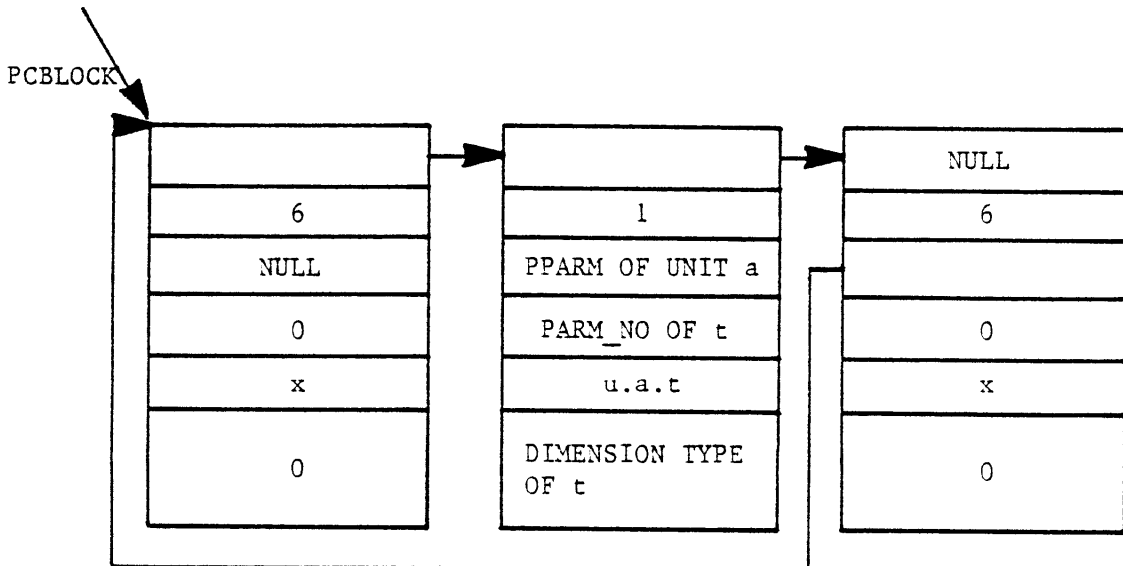 PCBLOCK
6
NULL
0
x
0
1
PPARM OF UNIT a
PARM_NO OF t
u.a.t
DIMENSION TYPE
OF t
NULL
6
0
x
0